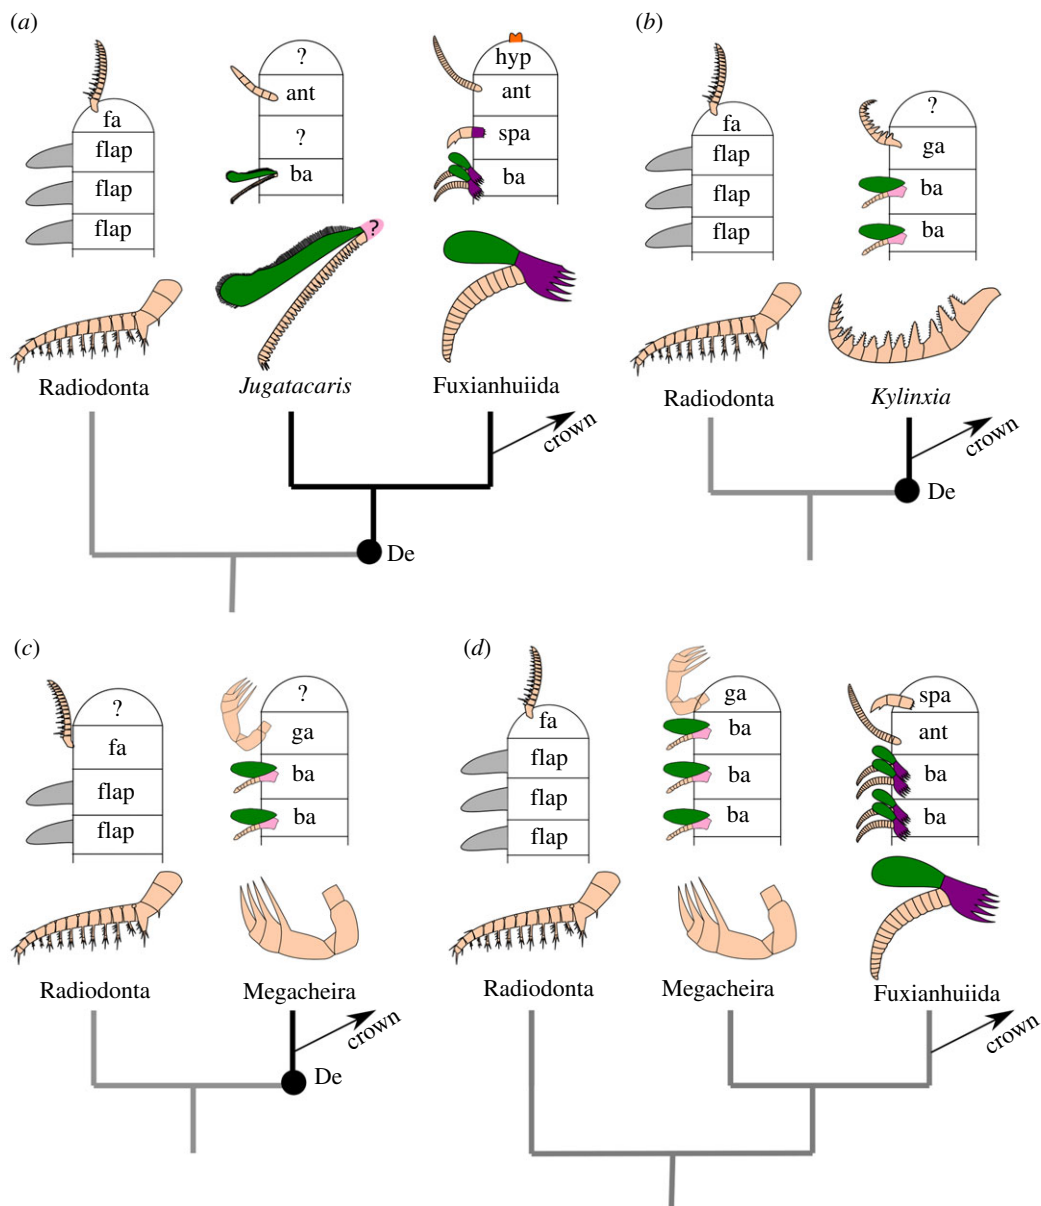 (a)
fa
flap
flap
flap
?
ant
?
ba
hyp
ant
spa
ba
?
Radiodonta
Jugatacaris
Fuxianhuiida
crown
De
(b)
fa
flap
flap
flap
?
ga
ba
ba
Radiodonta
Kylinxia
crown
De
(c)
?
fa
flap
flap
?
ga
ba
ba
Radiodonta
Megacheira
crown
De
(d)
fa
flap
flap
flap
ga
ba
ba
ba
spa
ant
ba
ba
Radiodonta
Megacheira
Fuxianhuiida
crown